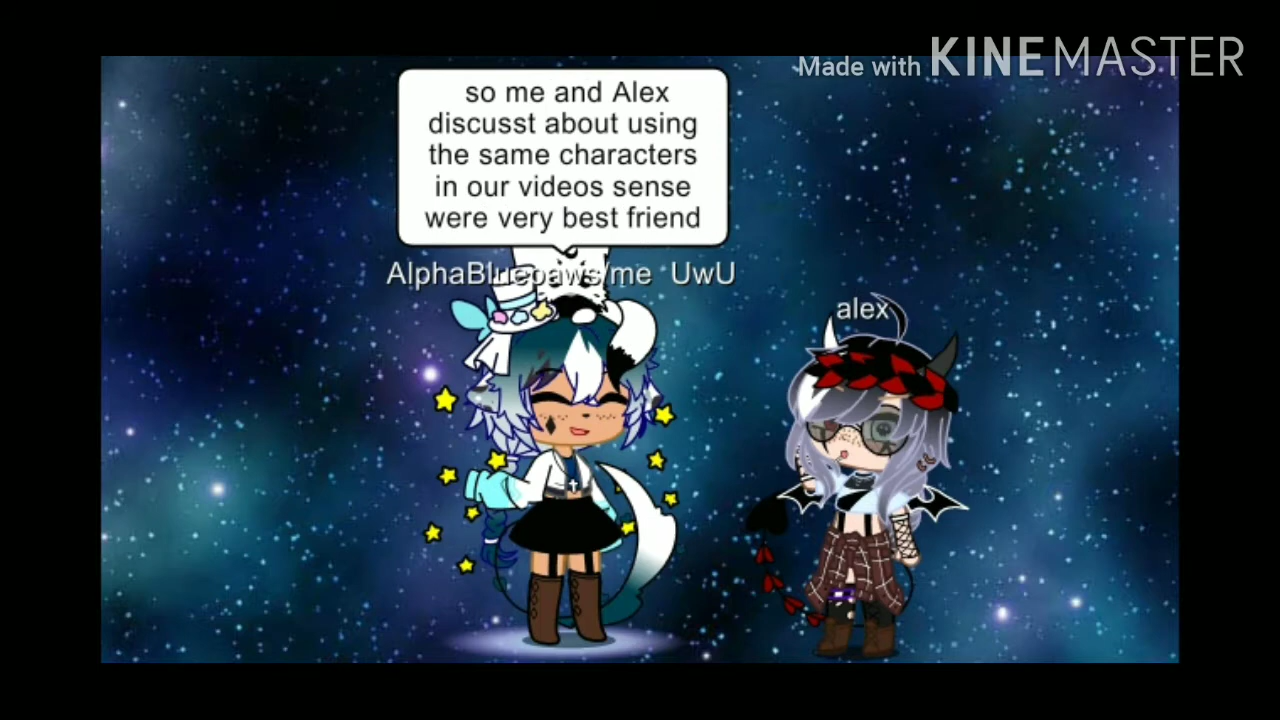 Made with KINEMASTER
so me and Alex
discusst about using
the same characters
in our videos sense
were very best friend
AlphaBluepaws/me UwU
alex